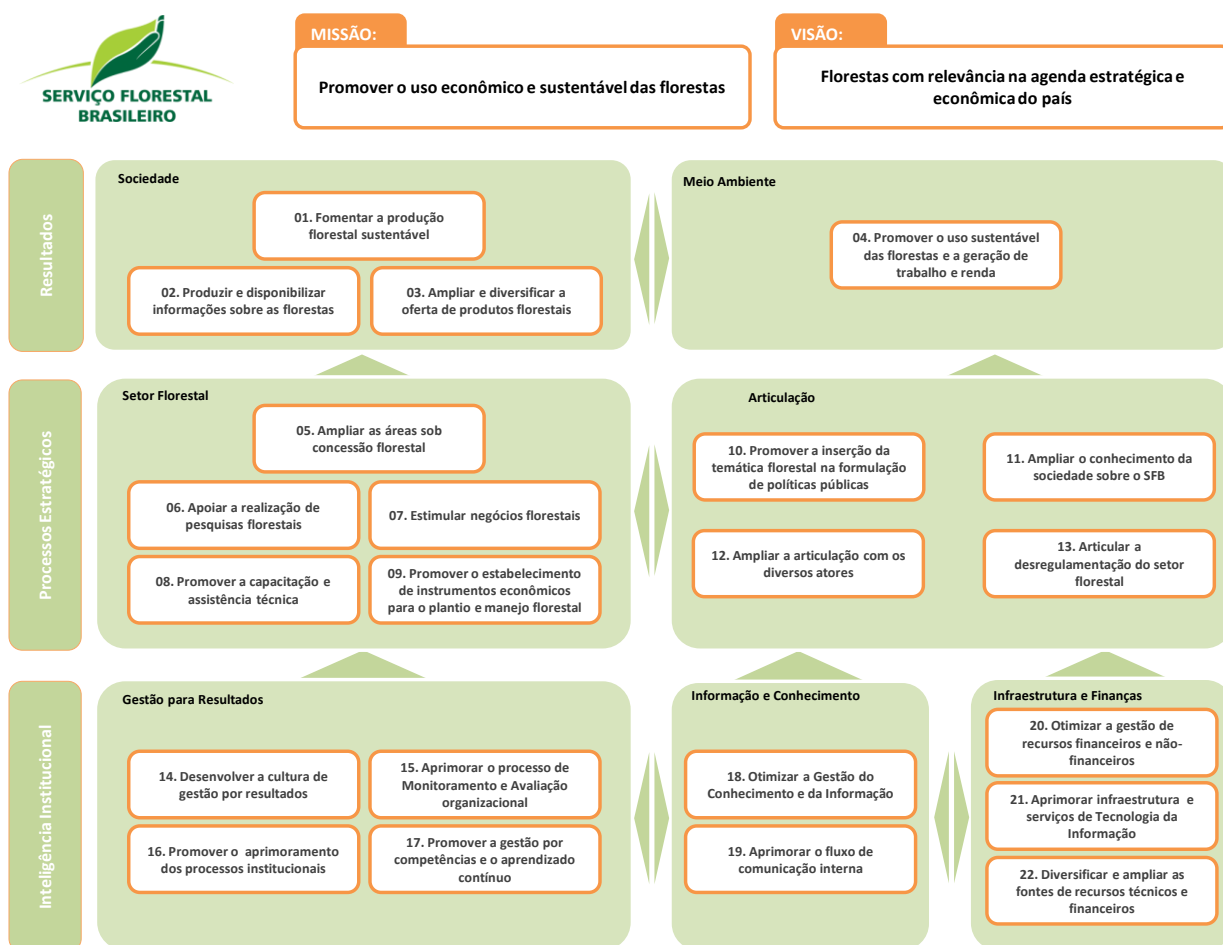 SERVIÇO FLORESTAL
BRASILEIRO
MISSÃO:
Promover o uso econômico e sustentável das florestas
VISÃO:
Florestas com relevância na agenda estratégica e
econômica do país
Resultados
Sociedade
01. Fomentar a produção
florestal sustentável
02. Produzir e disponibilizar
informações sobre as florestas
03. Ampliar e diversificar a
oferta de produtos florestais
Meio Ambiente
04. Promover o uso sustentável
das florestas e a geração de
trabalho e renda
Processos Estratégicos
Setor Florestal
05. Ampliar as áreas sob
concessão florestal
06. Apoiar a realização de
pesquisas florestais
07. Estimular negócios florestais
08. Promover a capacitação e
assistência técnica
09. Promover o estabelecimento
de instrumentos econômicos
para o plantio e manejo florestal
Articulação
10. Promover a inserção da
temática florestal na formulação
de políticas públicas
11. Ampliar o conhecimento da
sociedade sobre o SFB
12. Ampliar a articulação com os
diversos atores
13. Articular a
desregulamentação do setor
florestal
Inteligência Institucional
Gestão para Resultados
14. Desenvolver a cultura de
gestão por resultados
15. Aprimorar o processo de
Monitoramento e Avaliação
organizacional
16. Promover o aprimoramento
dos processos institucionais
17. Promover a gestão por
competências e o aprendizado
contínuo
Informação e Conhecimento
18. Otimizar a Gestão do
Conhecimento e da Informação
19. Aprimorar o fluxo de
comunicação interna
Infraestrutura e Finanças
20. Otimizar a gestão de
recursos financeiros e não-
financeiros
21. Aprimorar infraestrutura e
serviços de Tecnologia da
Informação
22. Diversificar e ampliar as
fontes de recursos técnicos e
financeiros